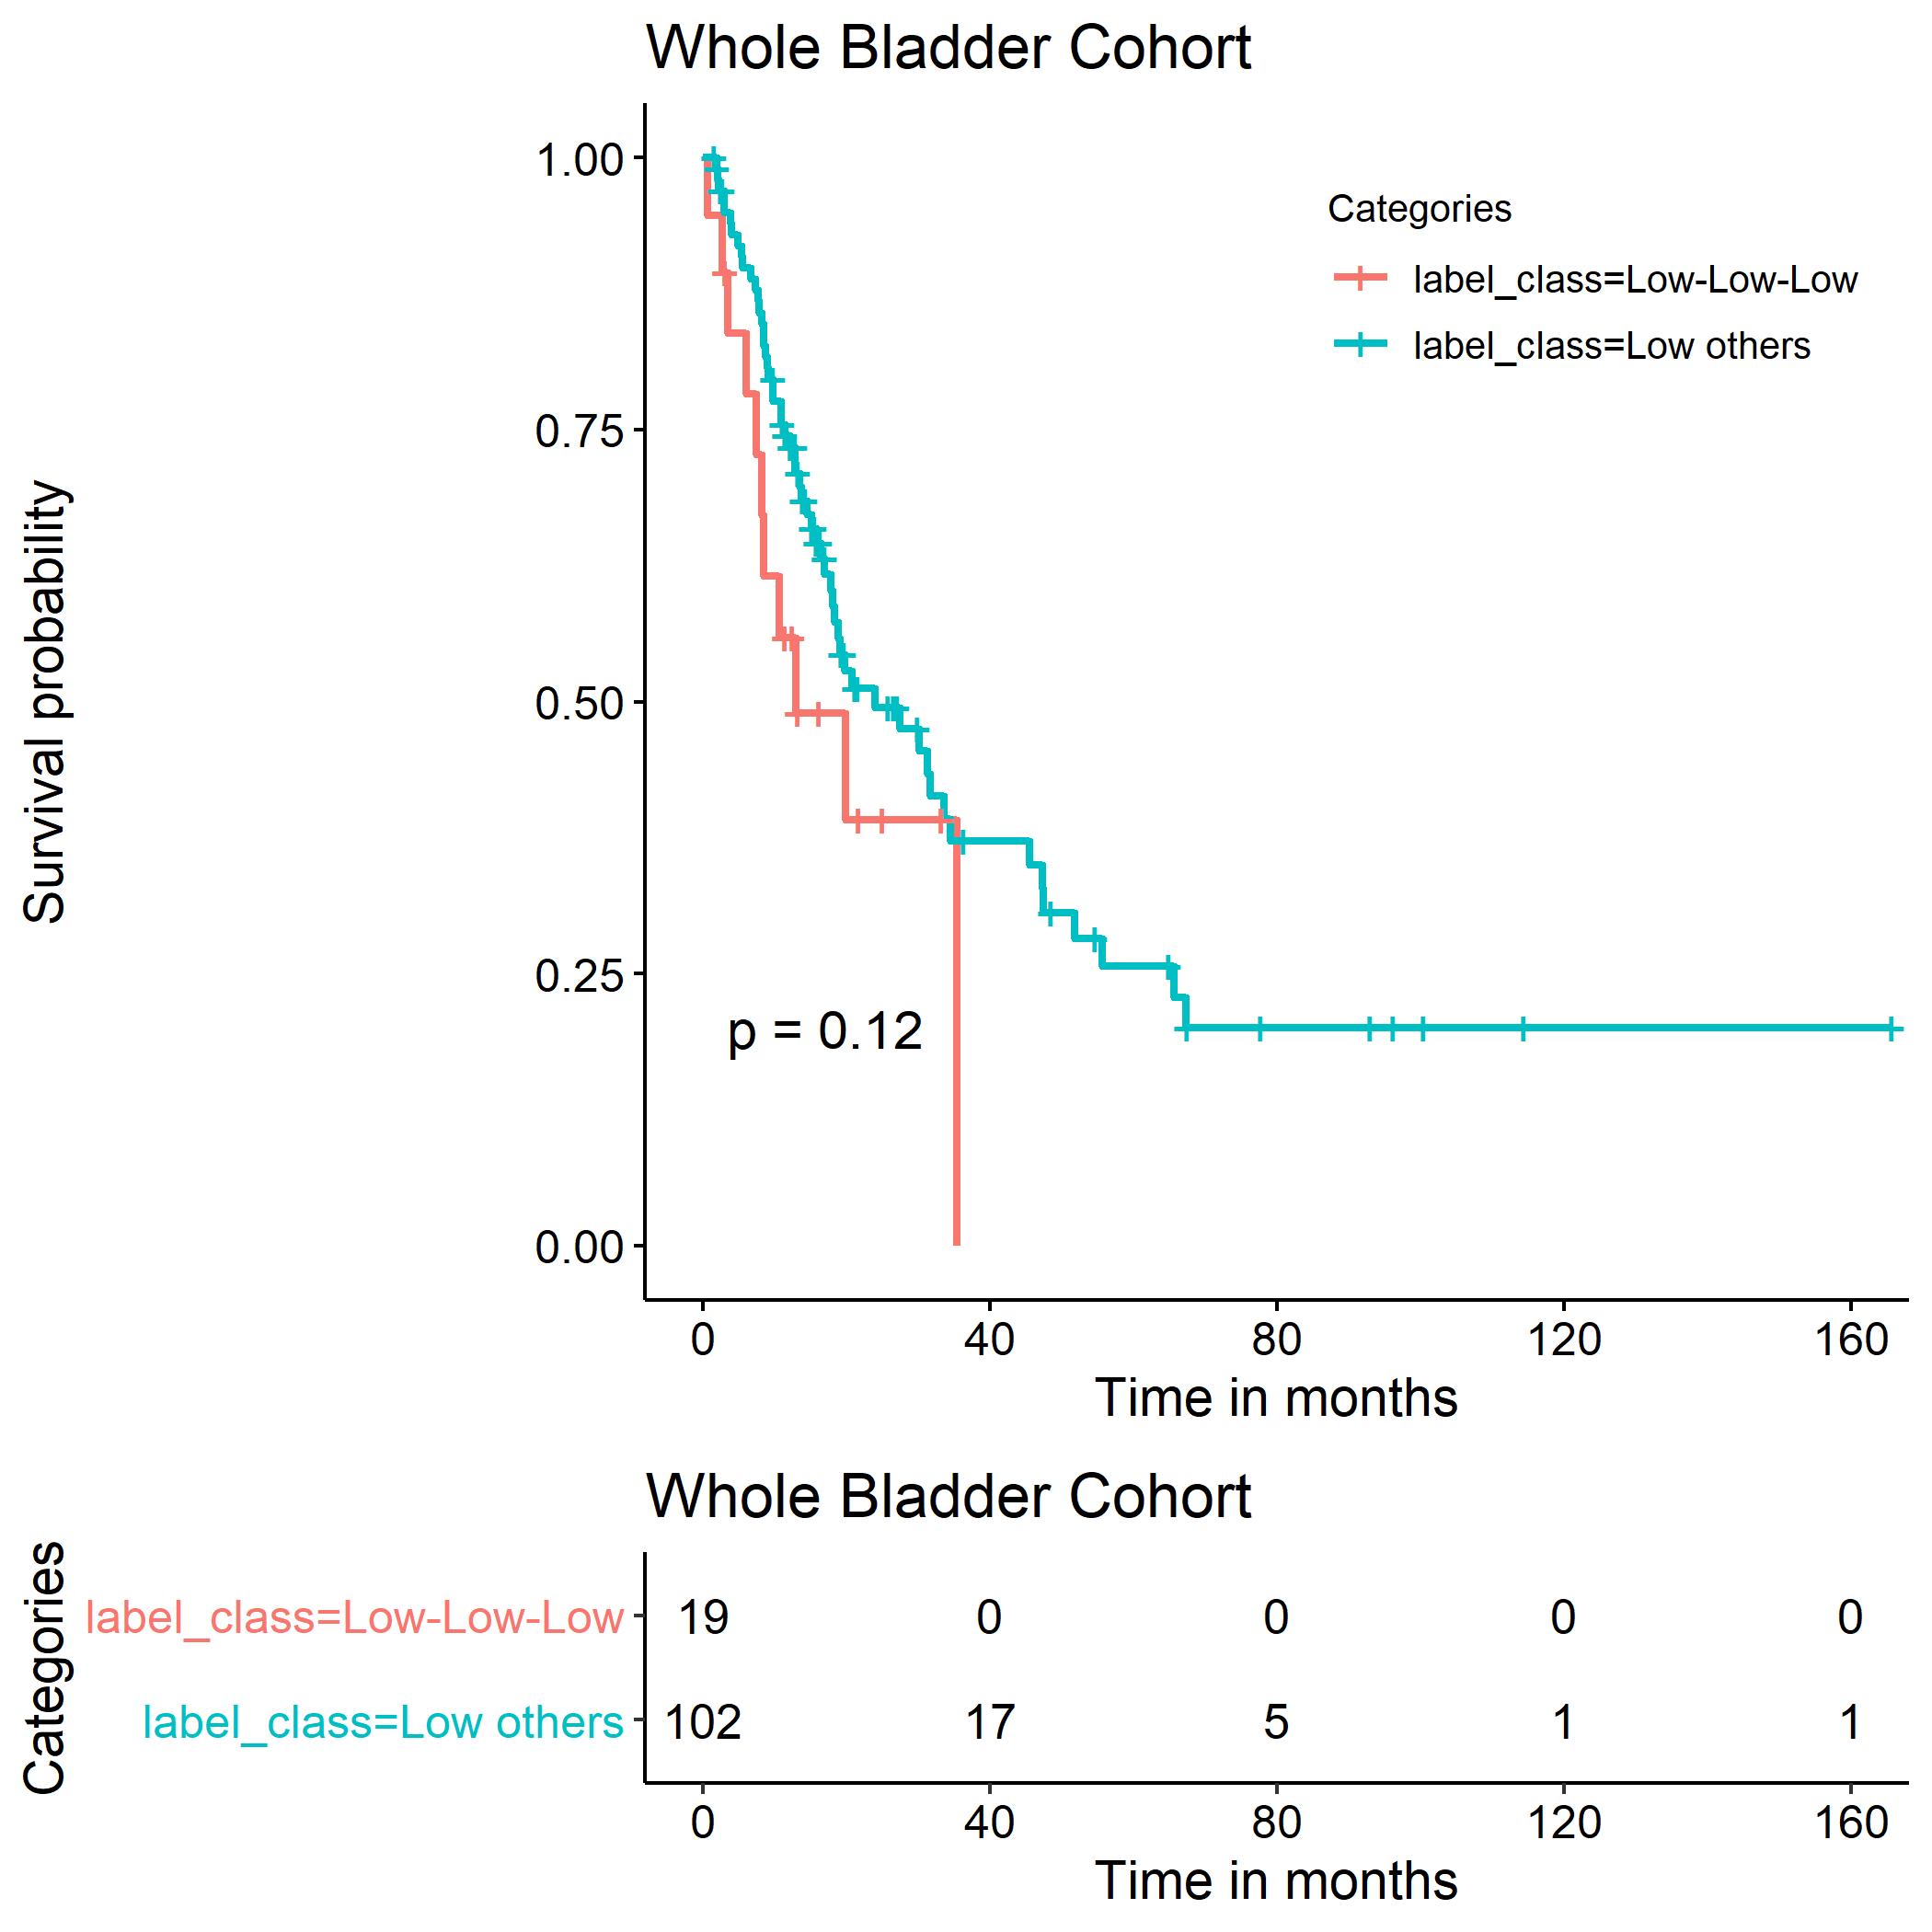 Whole Bladder Cohort
Survival probability
1.00
0.75
0.50
0.25
0.00
Categories
label_class=Low-Low-Low
label_class=Low others
p = 0.12
0 40 80 120 160
Time in months
Whole Bladder Cohort
Categories
label_class=Low-Low-Low 19 0 0 0 0
label_class=Low others 102 17 5 1 1
0 40 80 120 160
Time in months